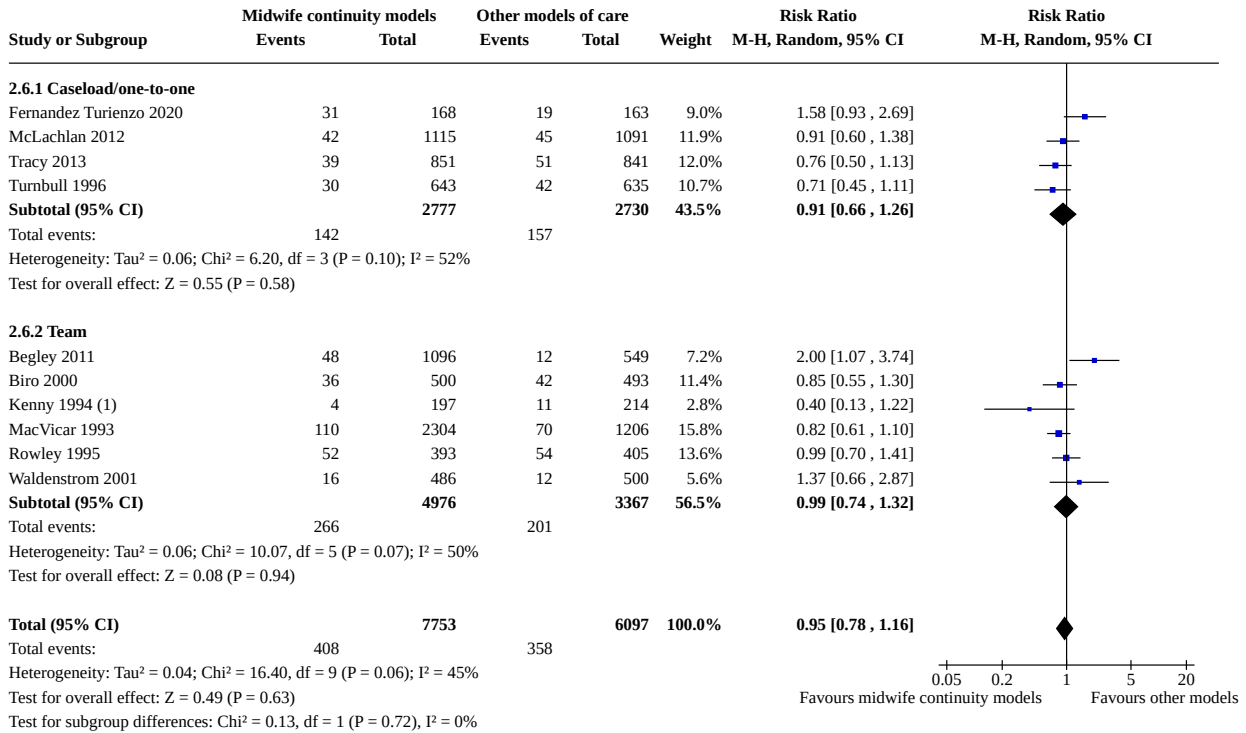 Midwife continuity models Other models of care Risk Ratio Risk Ratio
Study or Subgroup Events Total Events Total Weight M-H, Random, 95% CI M-H, Random, 95% CI
2.6.1 Caseload/one-to-one
Fernandez Turienzo 2020 31 168 19 163 9.0% 1.58 [0.93 , 2.69]
McLachlan 2012 42 1115 45 1091 11.9% 0.91 [0.60 , 1.38]
Tracy 2013 39 851 51 841 12.0% 0.76 [0.50 , 1.13]
Turnbull 1996 30 643 42 635 10.7% 0.71 [0.45 , 1.11]
Subtotal (95% CI) 2777 2730 43.5% 0.91 [0.66 , 1.26]
Total events: 142 157
Heterogeneity: Tau² = 0.06; Chi² = 6.20, df = 3 (P = 0.10); I² = 52%
Test for overall effect: Z = 0.55 (P = 0.58)
2.6.2 Team
Begley 2011 48 1096 12 549 7.2% 2.00 [1.07 , 3.74]
Biro 2000 36 500 42 493 11.4% 0.85 [0.55 , 1.30]
Kenny 1994 (1) 4 197 11 214 2.8% 0.40 [0.13 , 1.22]
MacVicar 1993 110 2304 70 1206 15.8% 0.82 [0.61 , 1.10]
Rowley 1995 52 393 54 405 13.6% 0.99 [0.70 , 1.41]
Waldenstrom 2001 16 486 12 500 5.6% 1.37 [0.66 , 2.87]
Subtotal (95% CI) 4976 3367 56.5% 0.99 [0.74 , 1.32]
Total events: 266 201
Heterogeneity: Tau² = 0.06; Chi² = 10.07, df = 5 (P = 0.07); I² = 50%
Test for overall effect: Z = 0.08 (P = 0.94)
Total (95% CI) 7753 6097 100.0% 0.95 [0.78 , 1.16]
Total events: 408 358
Heterogeneity: Tau² = 0.04; Chi² = 16.40, df = 9 (P = 0.06); I² = 45%
0.05 0.2 1 5 20
Test for overall effect: Z = 0.49 (P = 0.63) Favours midwife continuity models Favours other models
Test for subgroup differences: Chi² = 0.13, df = 1 (P = 0.72), I² = 0%